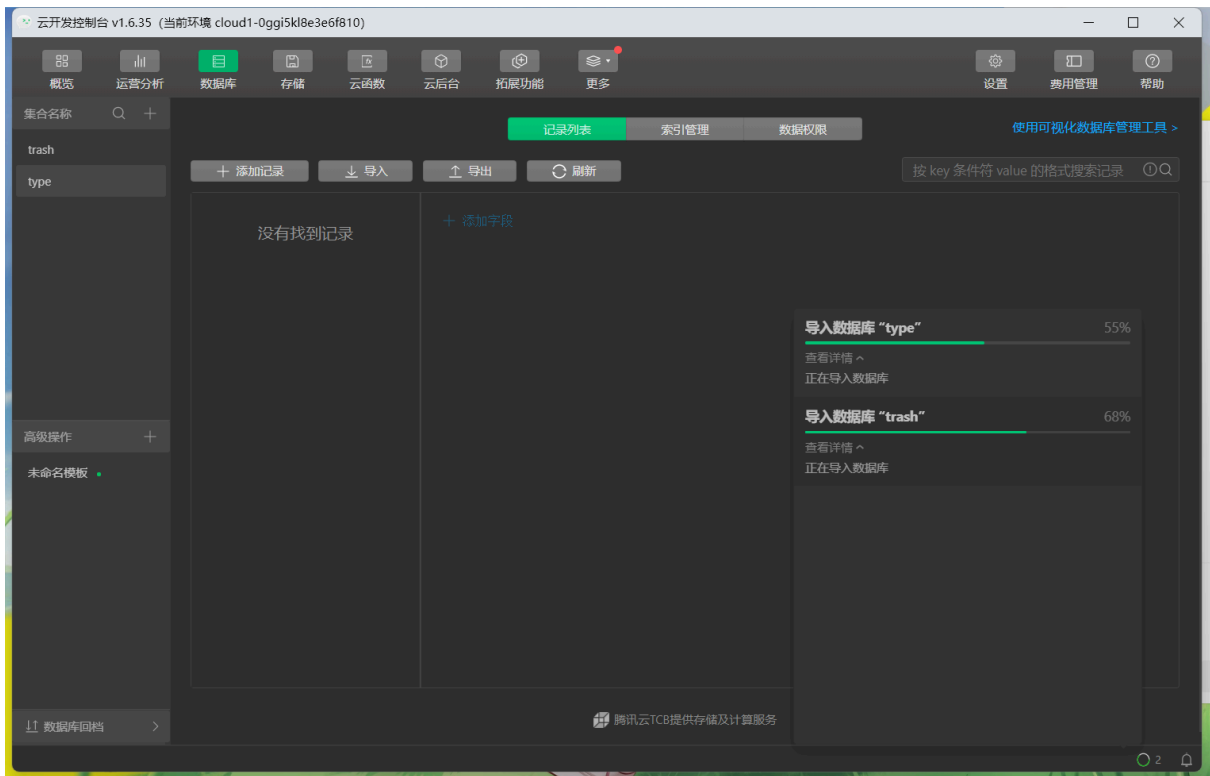 云开发控制台 v1.6.35 (当前环境 cloud1-0ggi5kl8e3e6f810)
概览 运营分析 数据库 存储 云函数 云后台 拓展功能 更多 设置 费用管理 帮助
集合名称
记录列表 索引管理 数据权限 使用可视化数据库管理工具 >
trash
type
添加记录 导入 导出 刷新 按 key 条件符 value 的格式搜索记录
没有找到记录
添加字段
导入数据库 “type” 55%
查看详情
正在导入数据库
导入数据库 “trash” 68%
查看详情
正在导入数据库
高级操作
未命名模板
数据库回档
腾讯云TCB提供存储及计算服务
2